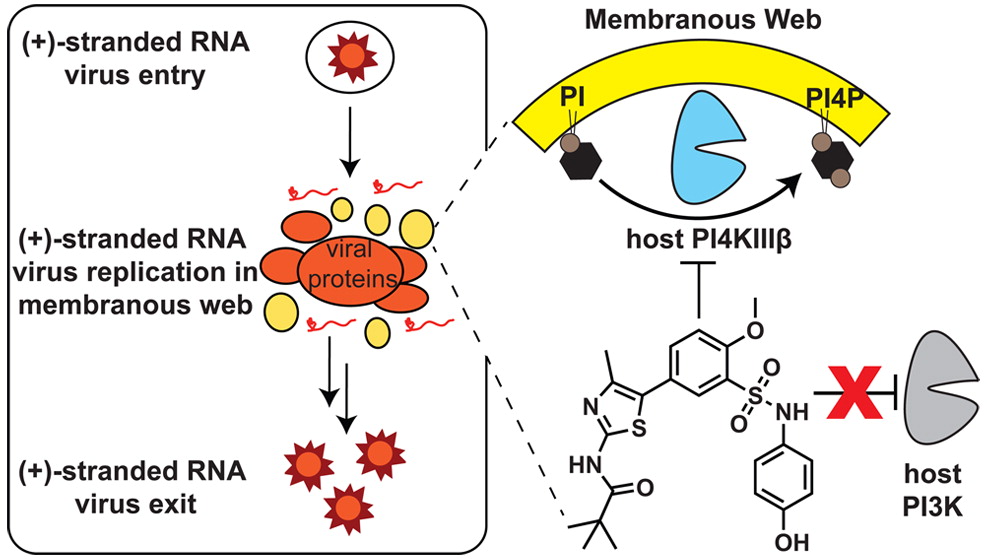 (+)-stranded RNA
virus entry
(+)-stranded RNA
virus replication in
membranous web
viral
proteins
(+)-stranded RNA
virus exit
Membranous Web
PI
PI4P
host PI4KIIIβ
O
N
S
HN
O
S
O
O
NH
OH
host
PI3K